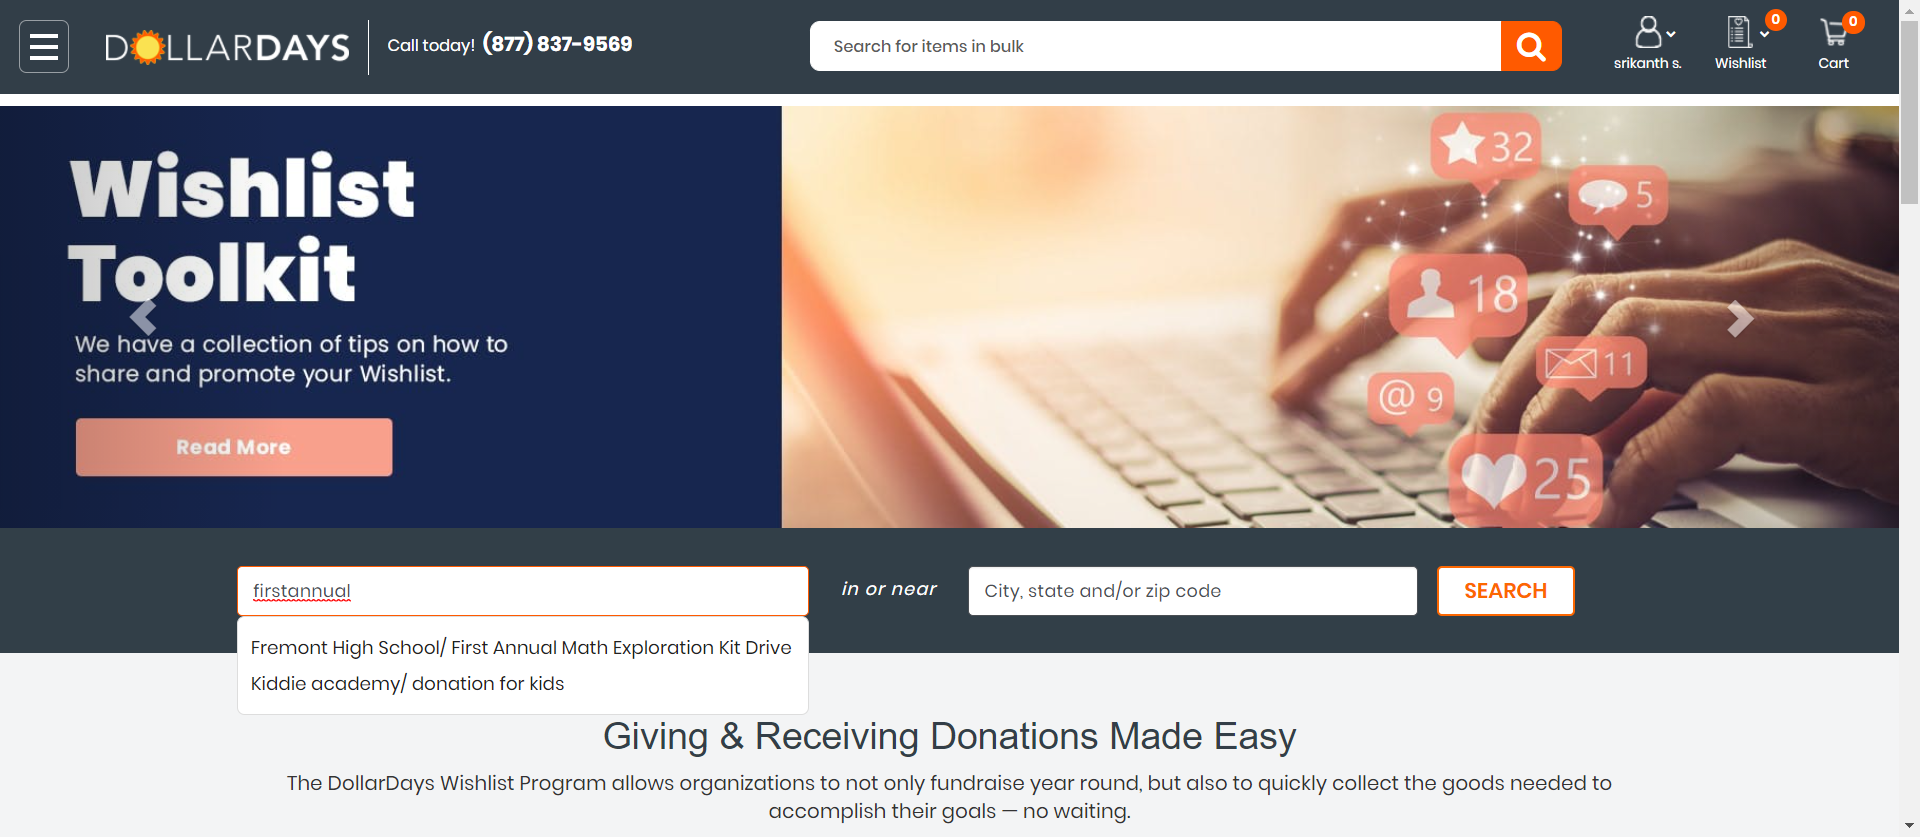 DOLLARDAYS
Call today! (877) 837-9569
Search for items in bulk
srikanth s.
0
Wishlist
0
Cart
Wishlist
Toolkit
We have a collection of tips on how to
share and promote your Wishlist.
Read More
32
5
18
11
@ 9
25
firstannual
in or near
City, state and/or zip code
SEARCH
Fremont High School/ First Annual Math Exploration Kit Drive
Kiddie academy/ donation for kids
Giving & Receiving Donations Made Easy
The DollarDays Wishlist Program allows organizations to not only fundraise year round, but also to quickly collect the goods needed to
accomplish their goals — no waiting.